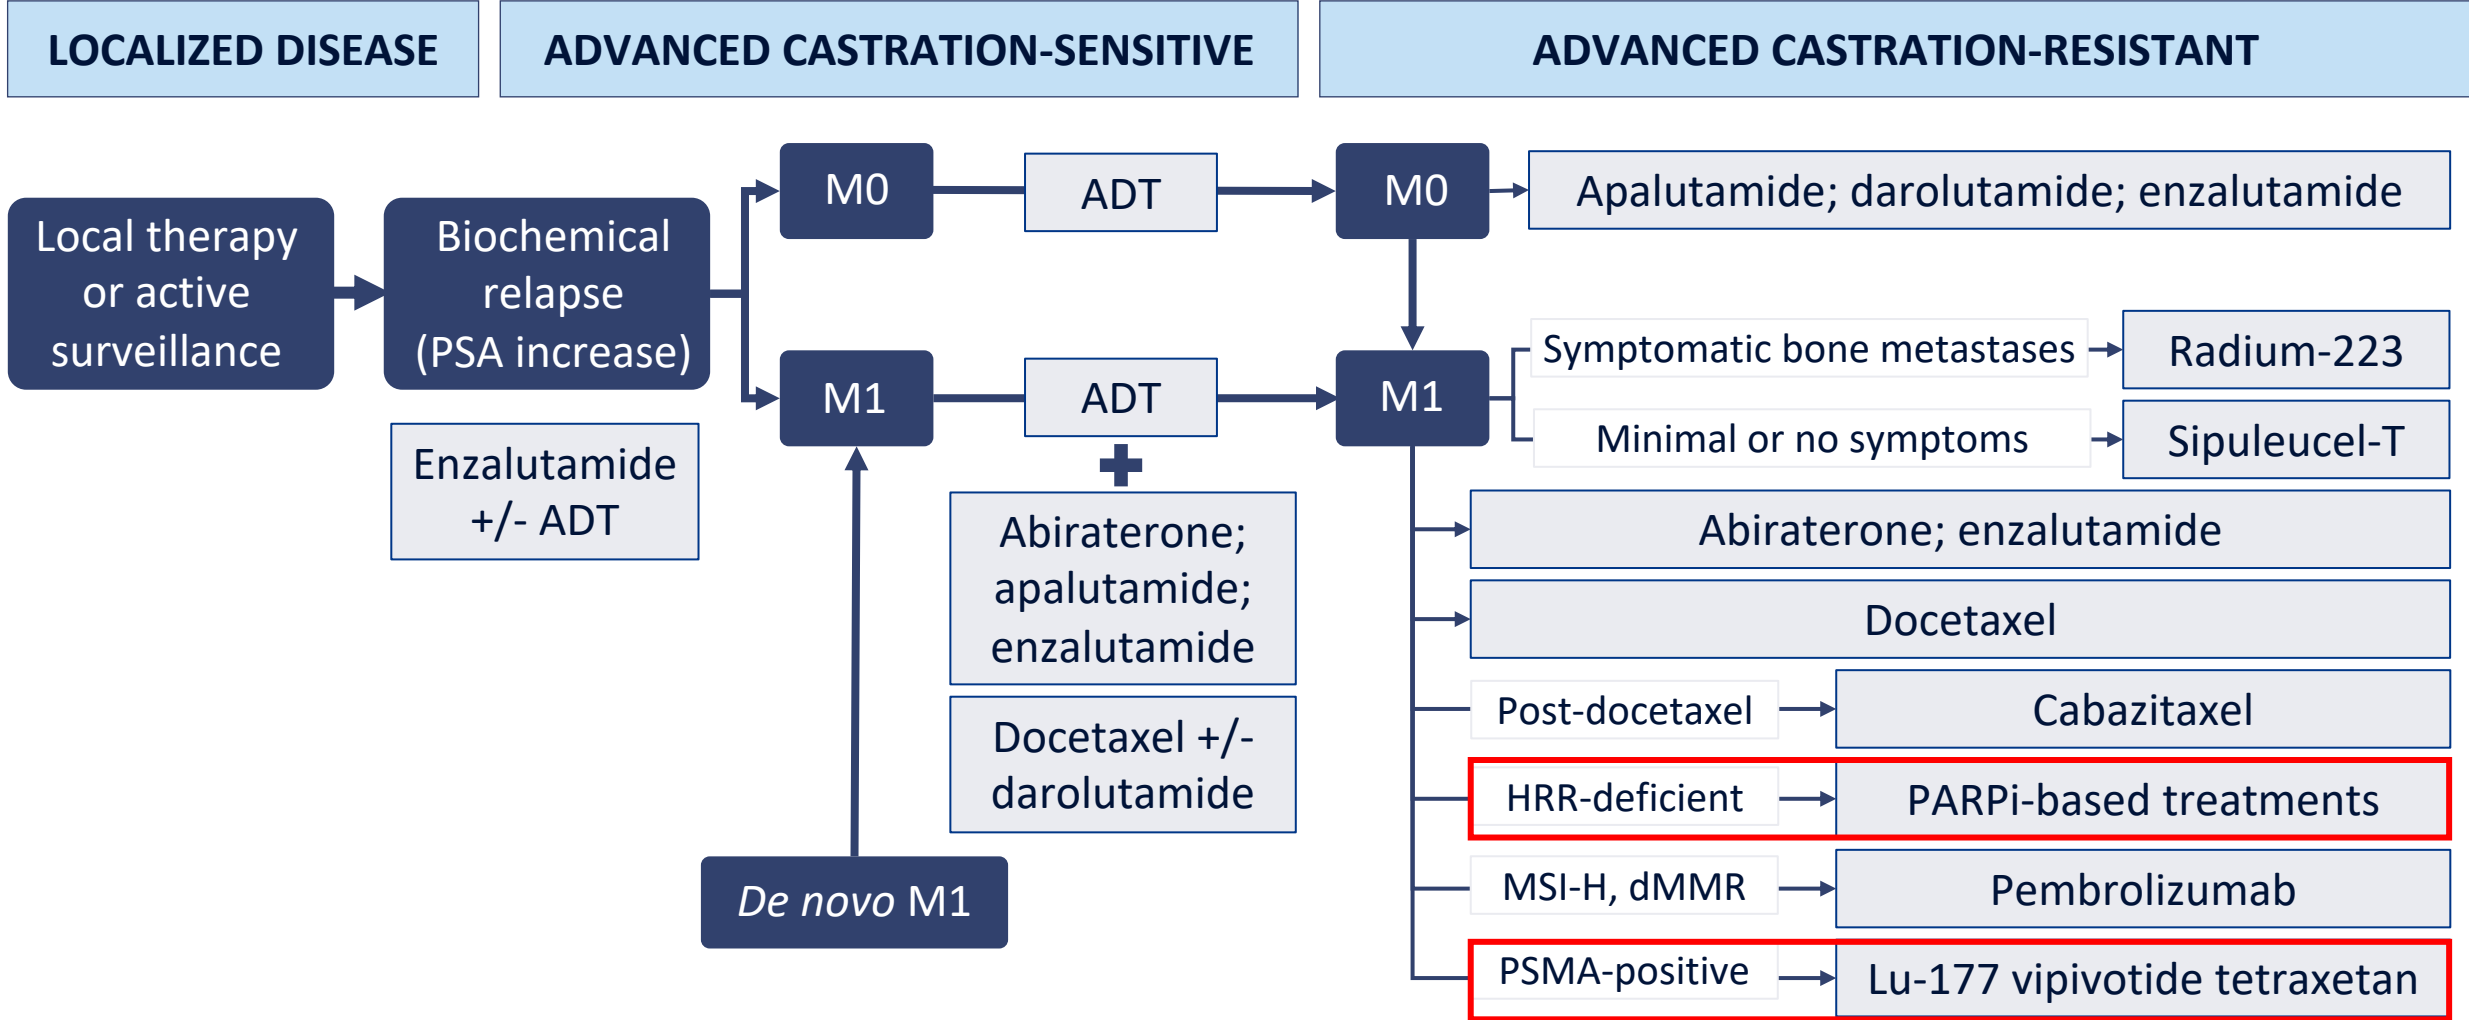 LOCALIZED DISEASE
ADVANCED CASTRATION-SENSITIVE
ADVANCED CASTRATION-RESISTANT
Local therapy
or active
surveillance
Biochemical
relapse
(PSA increase)
Enzalutamide
+/- ADT
M0
ADT
M1
ADT
Abiraterone;
apalutamide;
enzalutamide
Docetaxel +/-
darolutamide
De novo M1
M0
Apalutamide; darolutamide; enzalutamide
M1
Symptomatic bone metastases
Radium-223
Minimal or no symptoms
Sipuleucel-T
Abiraterone; enzalutamide
Docetaxel
Post-docetaxel
Cabazitaxel
HRR-deficient
PARPi-based treatments
MSI-H, dMMR
Pembrolizumab
PSMA-positive
Lu-177 vipivotide tetraxetan